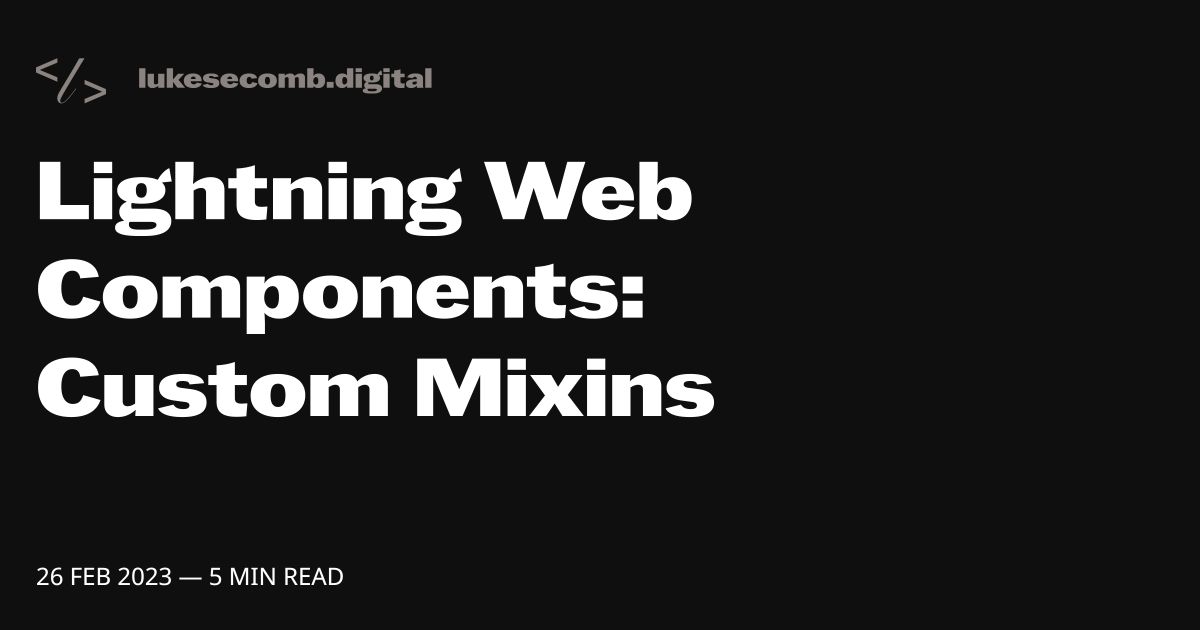 lukesecomb.digital
Lightning Web
Components:
Custom Mixins
26 FEB 2023 — 5 MIN READ